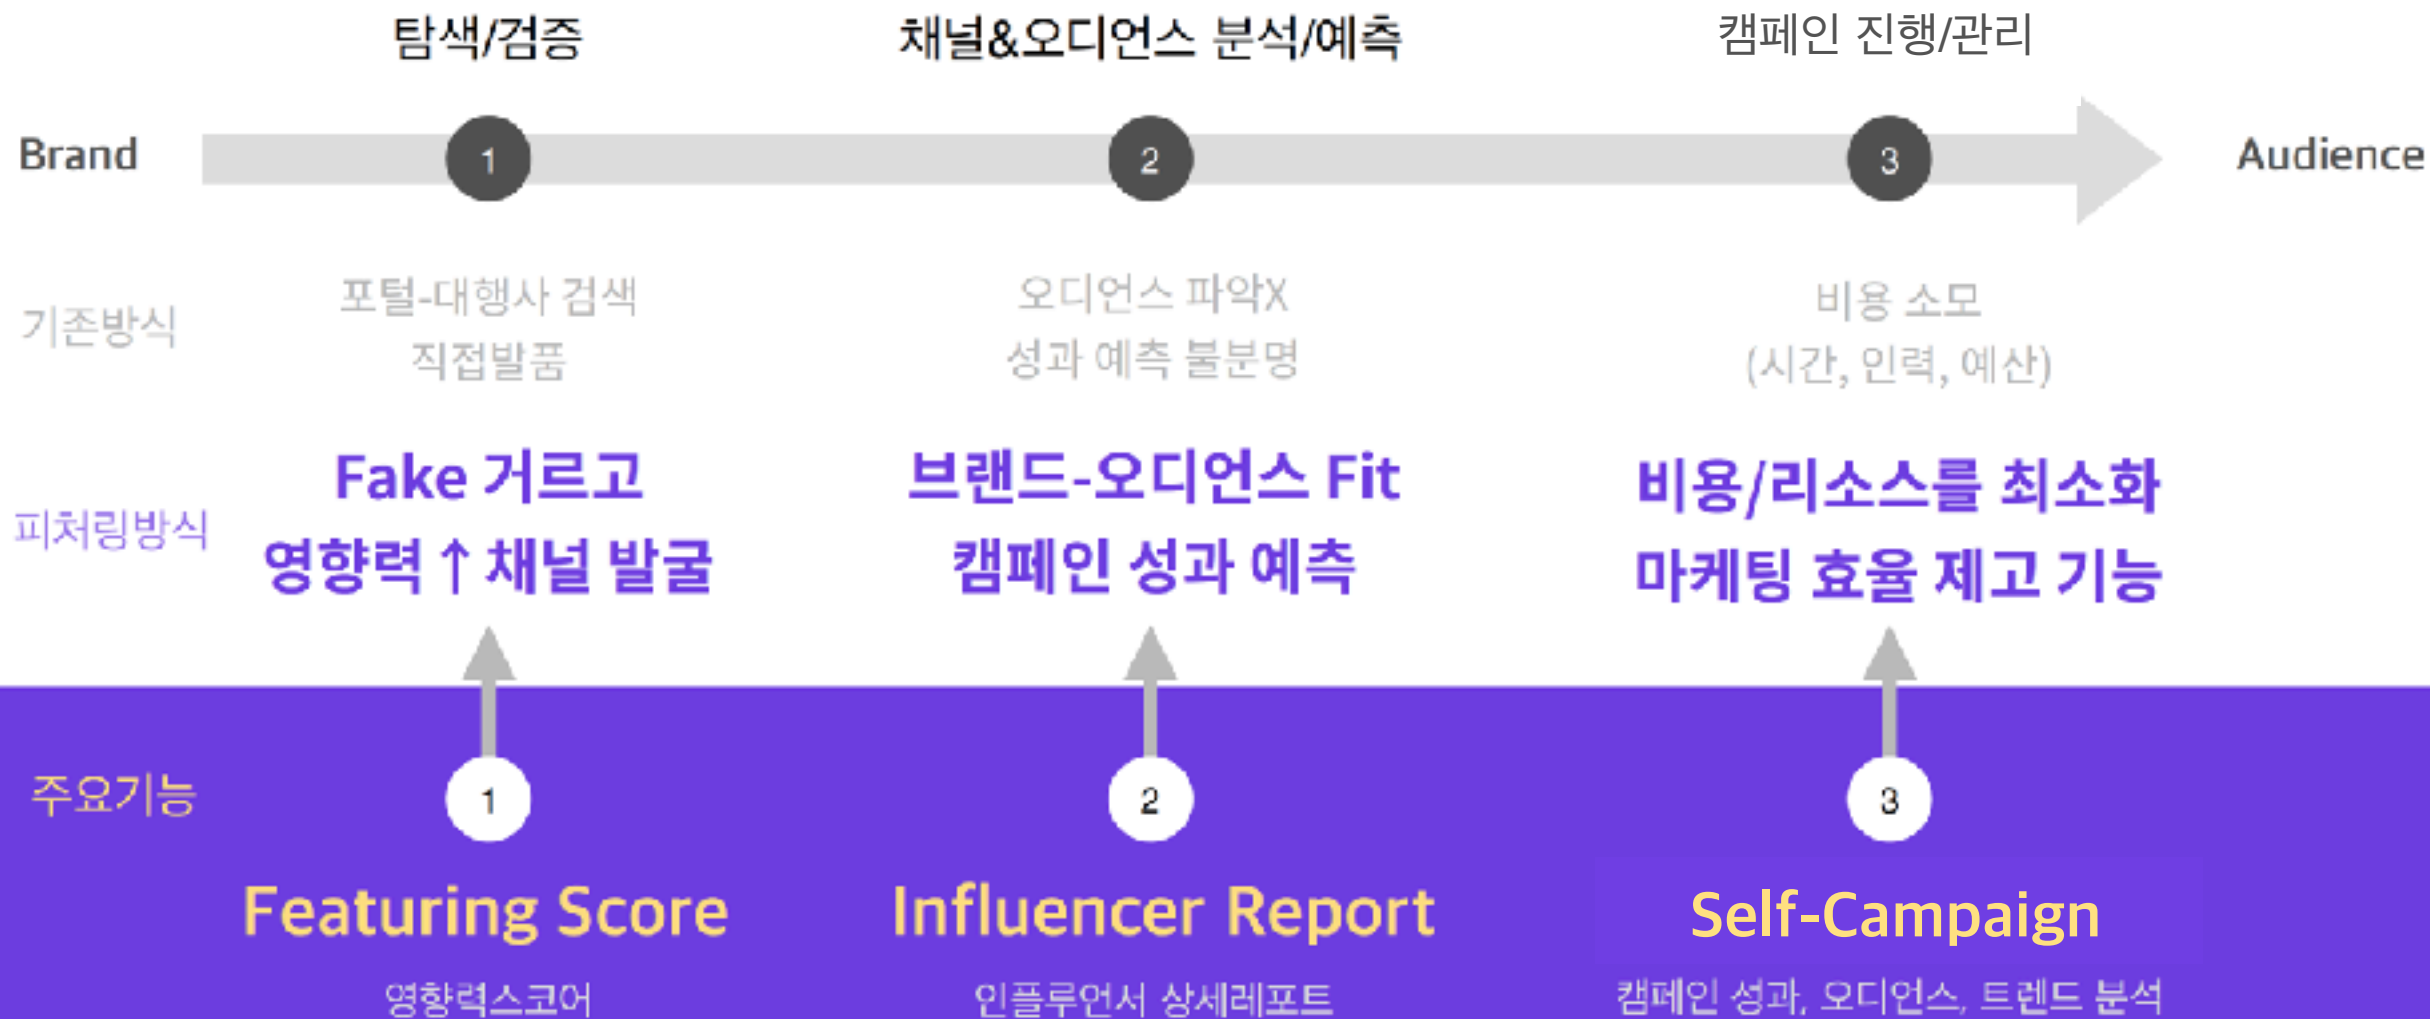 탐색/검증
채널&오디언스 분석/예측
캠페인 진행/관리
Brand
1
2
3
Audience
기존방식
포털-대행사 검색
직접발품
오디언스 파악X
성과 예측 불분명
비용 소모
(시간, 인력, 예산)
피처링방식
Fake 거르고
영향력↑채널 발굴
브랜드-오디언스 Fit
캠페인 성과 예측
비용/리소스를 최소화
마케팅 효율 제고 기능
주요기능
1
2
3
Featuring Score
Influencer Report
Self-Campaign
영향력스코어
인플루언서 상세레포트
캠페인 성과, 오디언스, 트렌드 분석